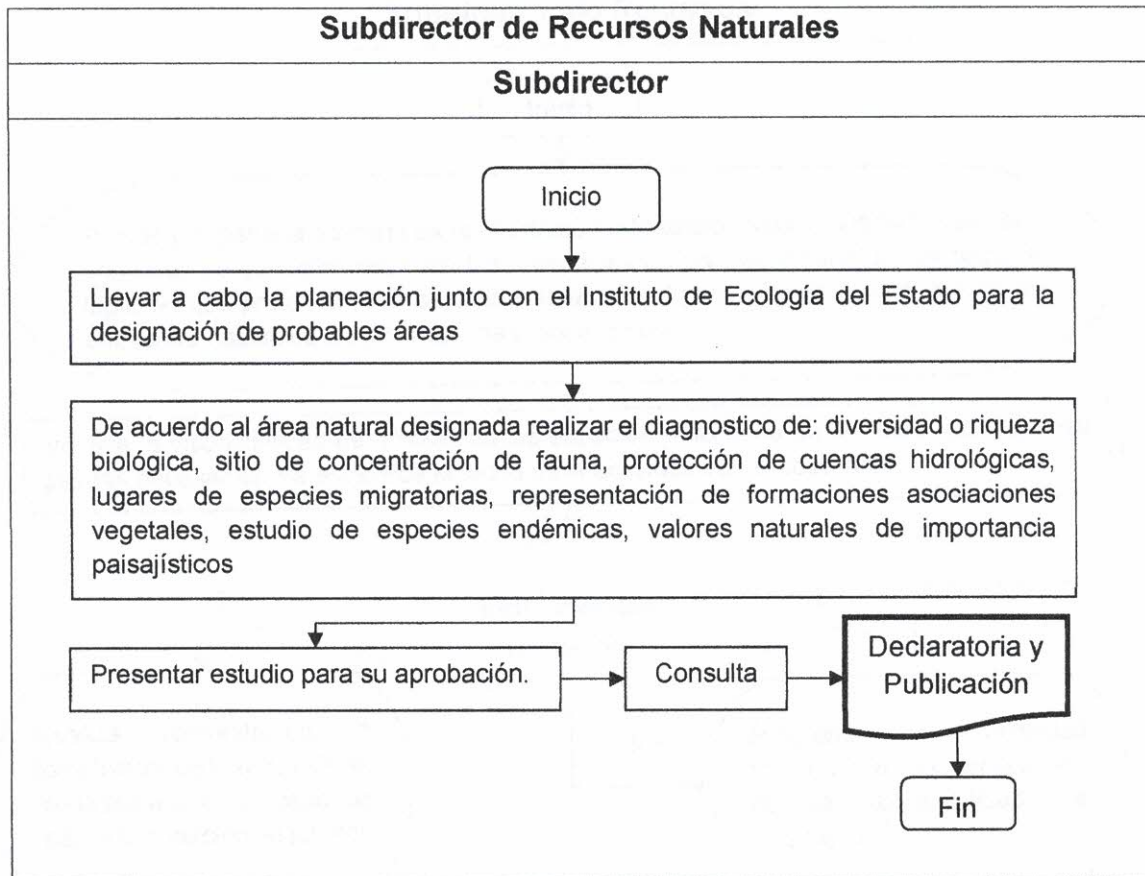 Subdirector de Recursos Naturales
Subdirector
Inicio
Llevar a cabo la planeación junto con el Instituto de Ecología del Estado para la
designación de probables áreas
De acuerdo al área natural designada realizar el diagnostico de: diversidad o riqueza
biológica, sitio de concentración de fauna, protección de cuencas hidrológicas,
lugares de especies migratorias, representación de formaciones asociaciones
vegetales, estudio de especies endémicas, valores naturales de importancia
paisajísticos
Presentar estudio para su aprobación.
Consulta
Declaratoria y
Publicación
Fin